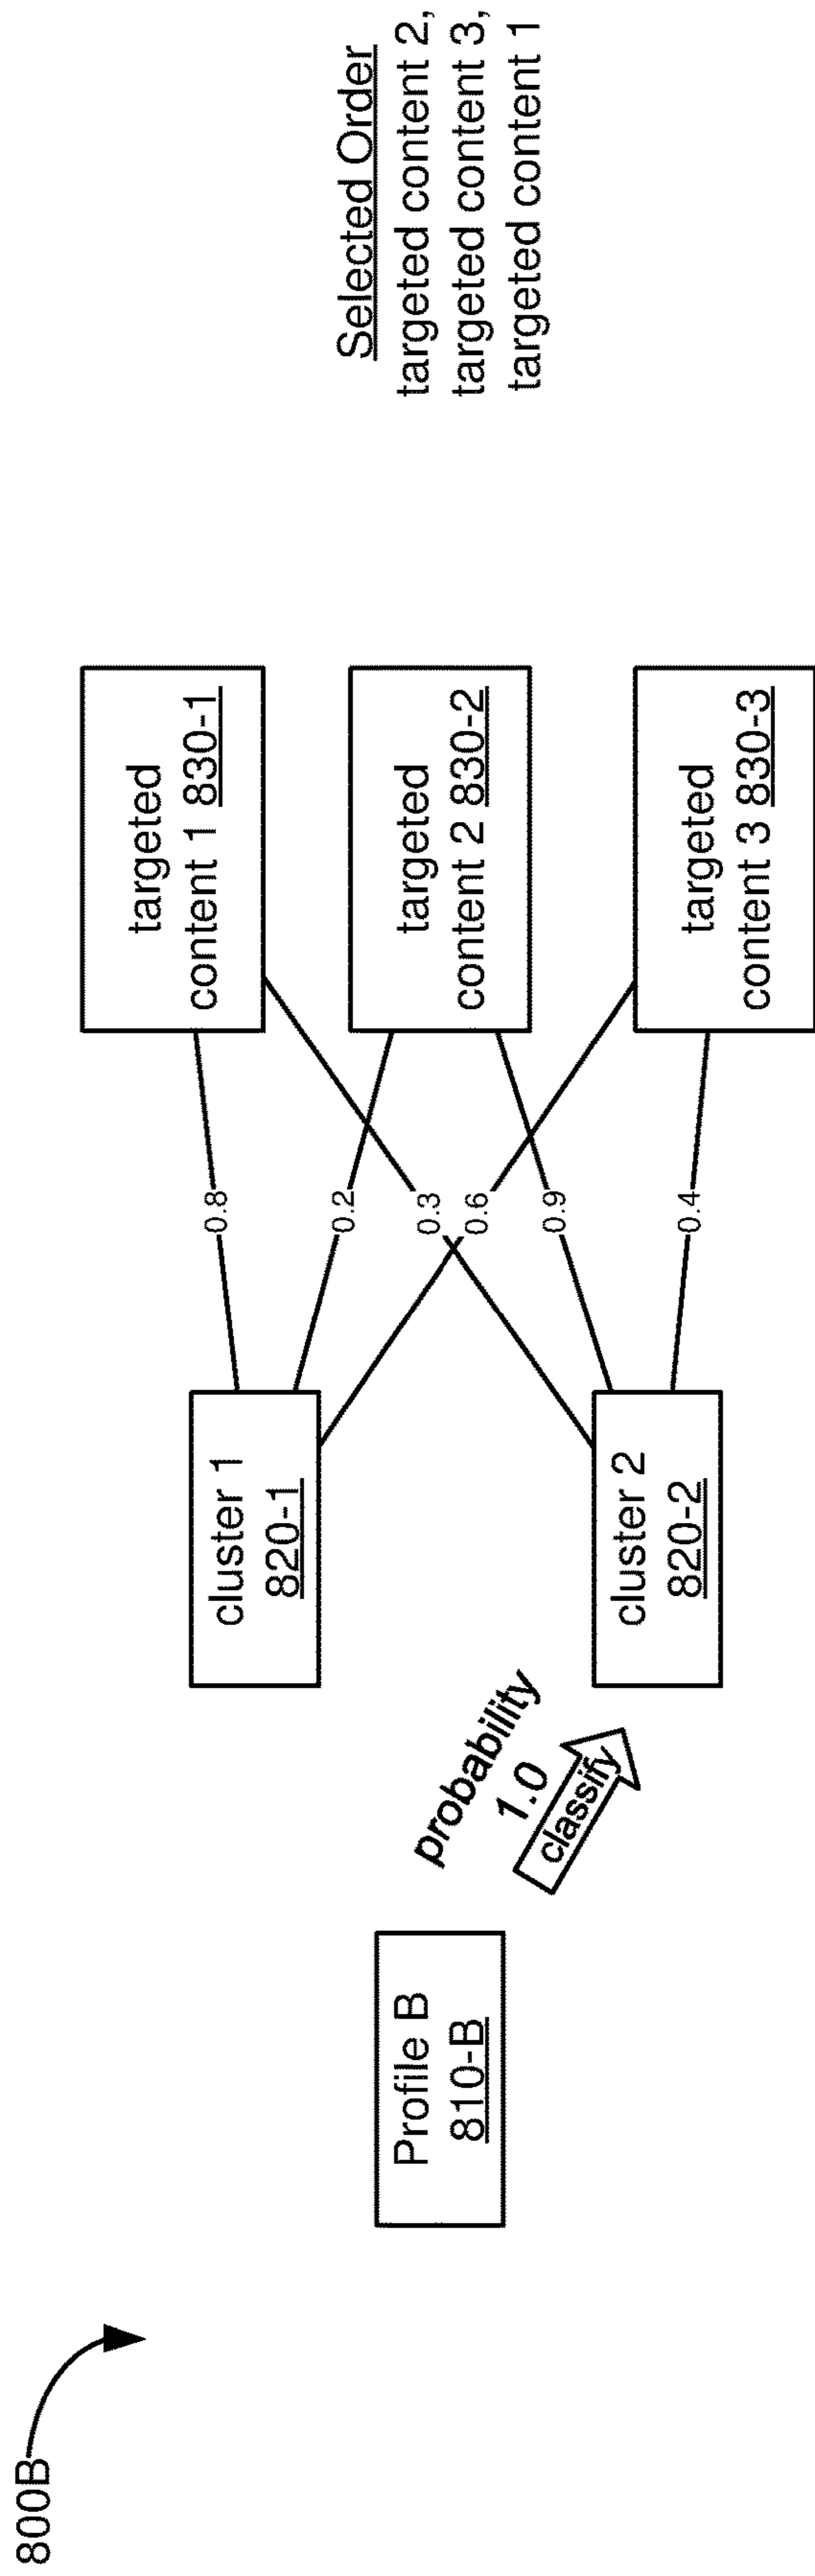 800B
Profile B
810-B
probability
1.0
classify
cluster 1
820-1
cluster 2
820-2
0.8
0.2
0.3
0.6
0.9
0.4
targeted
content 1 830-1
targeted
content 2 830-2
targeted
content 3 830-3
Selected Order
targeted content 2,
targeted content 3,
targeted content 1